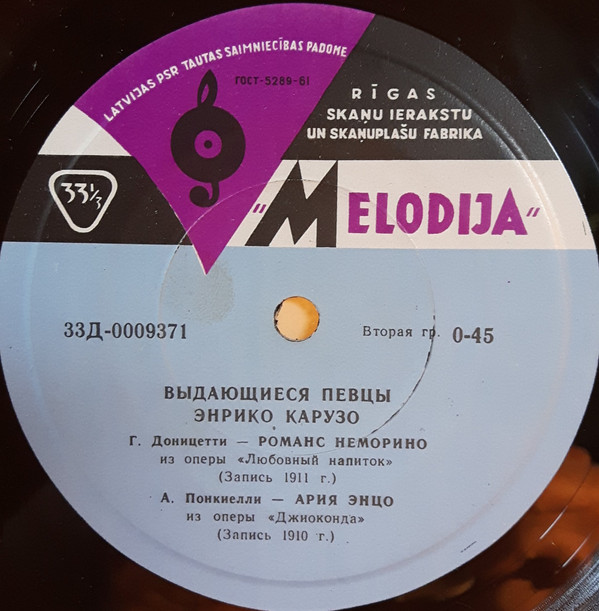 LATVIJAS PSR TAUTAS SAIMNIECĪBAS PADOME
ГОСТ-5289-61
RĪGAS
SKAŅU IERAKSTU
UN SKAŅUPLAŠU FABRIKA
33⅓
"MELODIJA"
33Д-0009371
Вторая гр. 0-45
ВЫДАЮЩИЕСЯ ПЕВЦЫ
ЭНРИКО КАРУЗО
Г. Доницетти — РОМАНС НЕМОРИНО
из оперы «Любовный напиток»
(Запись 1911 г.)
А. Понкиелли — АРИЯ ЭНЦО
из оперы «Джиоконда»
(Запись 1910 г.)